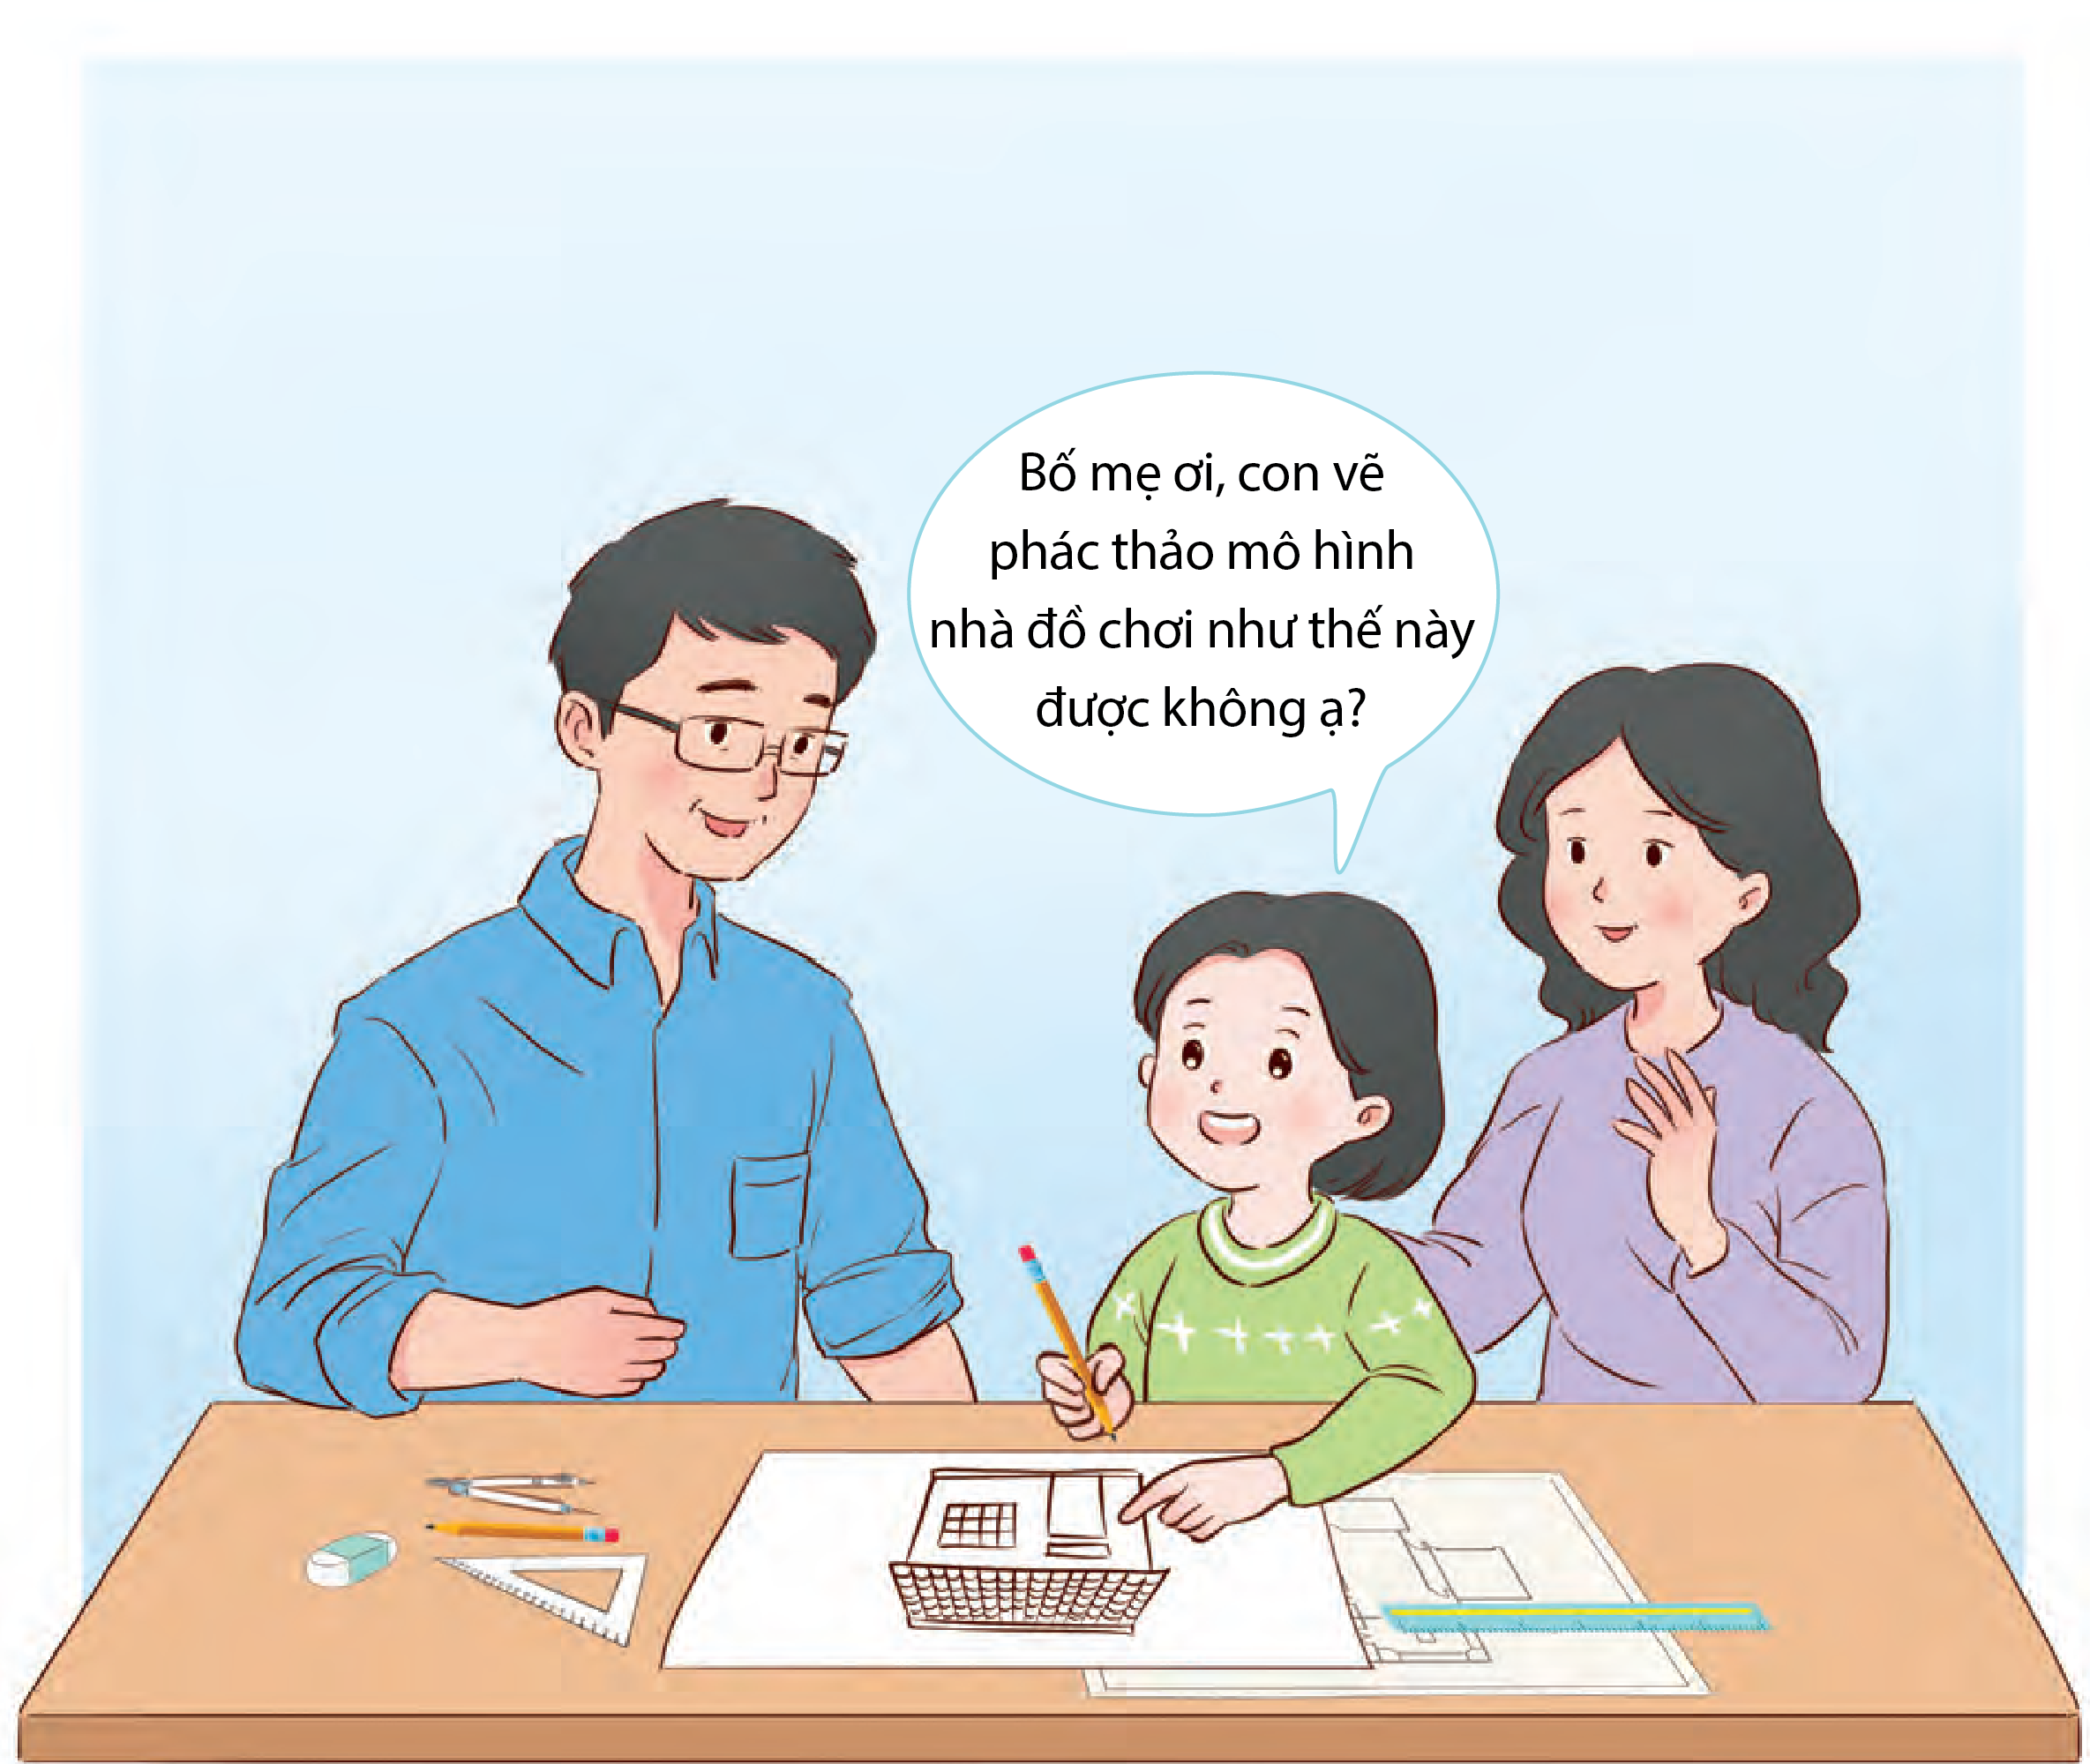 Bố mẹ ơi, con vẽ
phác thảo mô hình
nhà đồ chơi như thế này
được không ạ?